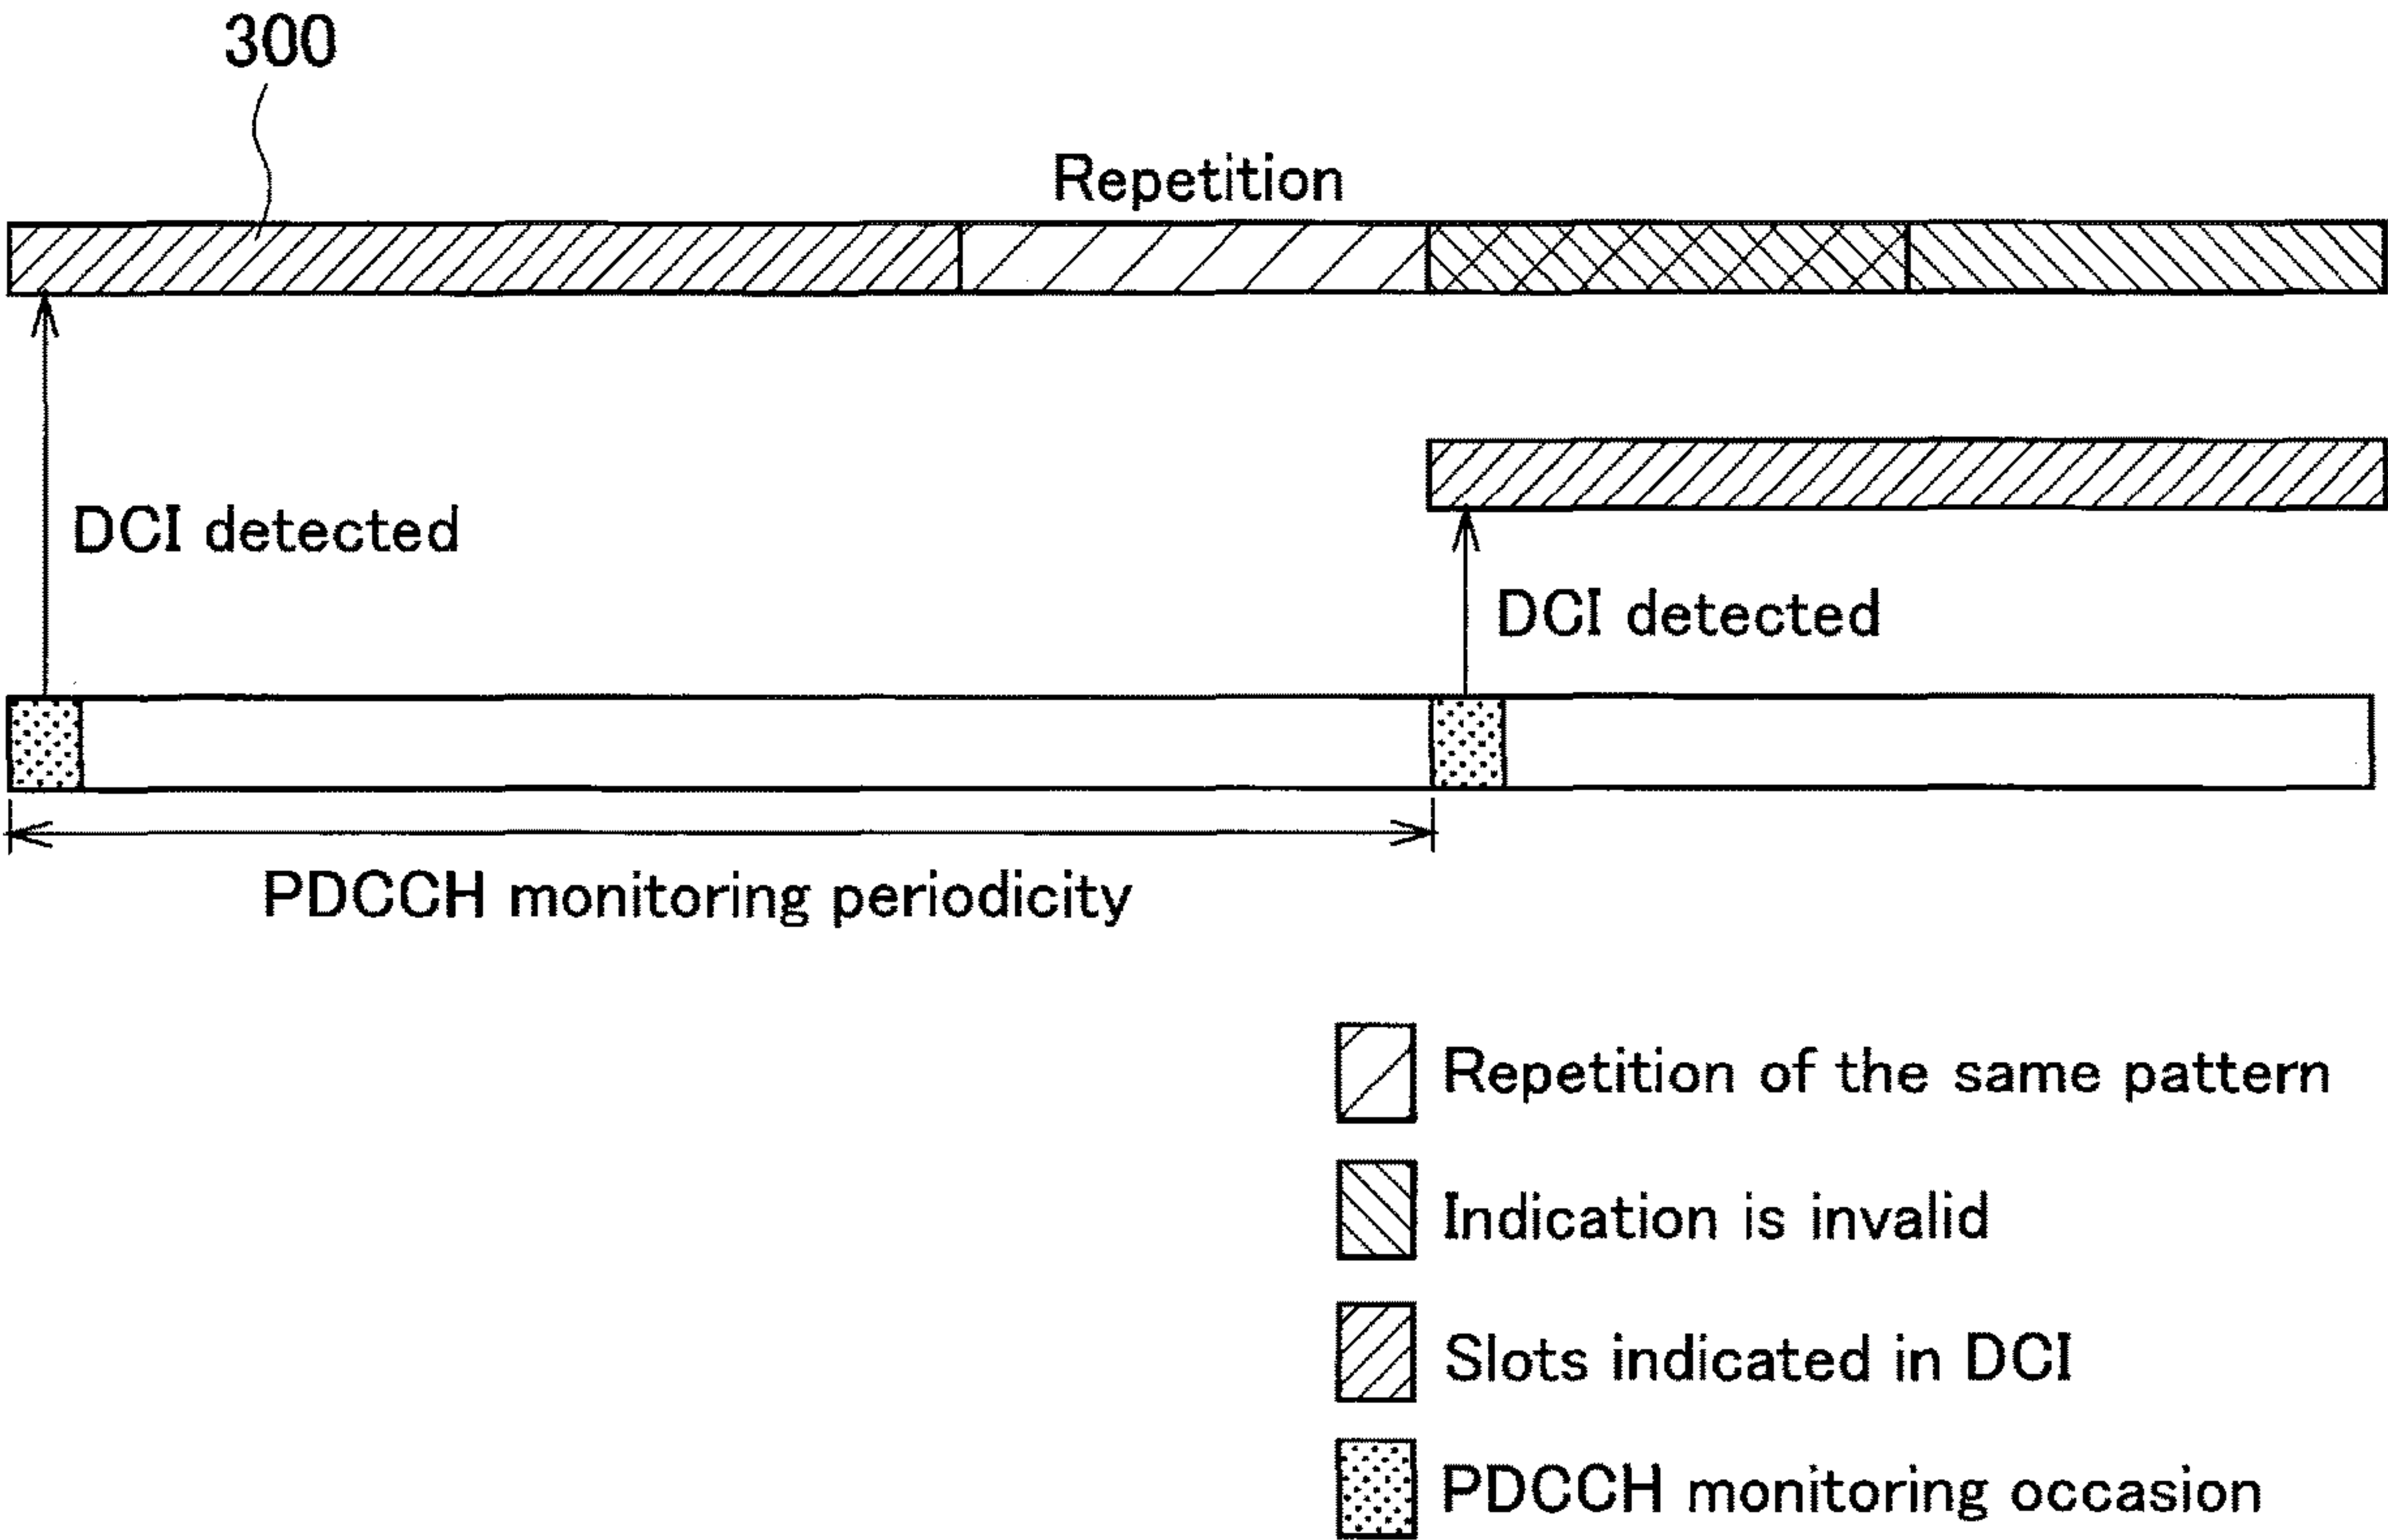 300
Repetition
DCI detected
DCI detected
PDCCH monitoring periodicity
Repetition of the same pattern
Indication is invalid
Slots indicated in DCI
PDCCH monitoring occasion